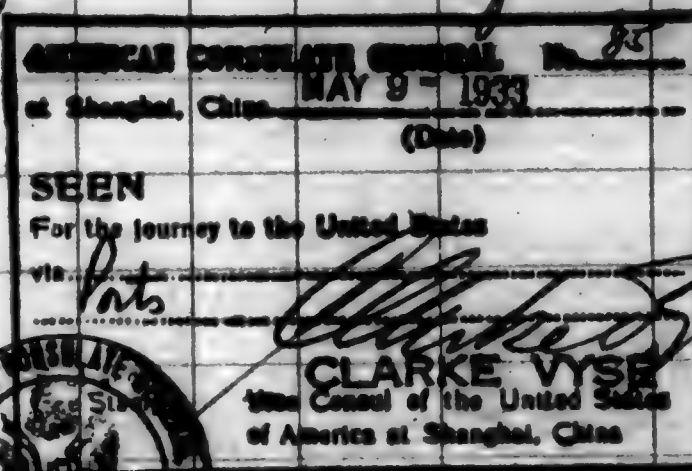 AMERICAN CONSULATE GENERAL No. 85
at Shanghai, China MAY 9 - 1933
(Date)
SEEN
For the journey to the United States
via Ports
CLARKE VYSE
Vice Consul of the United States
of America at Shanghai, China
CONSULATE